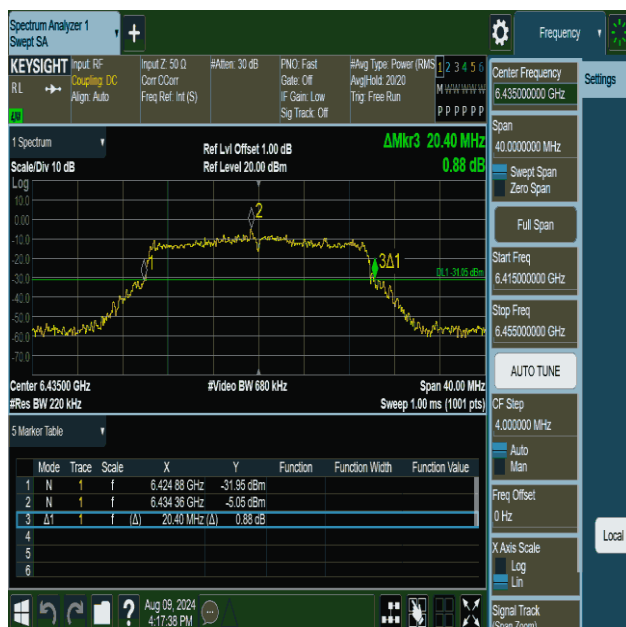 Spectrum Analyzer 1
Swept SA
Frequency
KEYSIGHT
RL
Input: RF
Coupling: DC
Align: Auto
Input Z: 50 Ω
Corr CCorr
Freq Ref: Int (S)
#Atten: 30 dB
PNO: Fast
Gate: Off
IF Gain: Low
Sig Track: Off
#Avg Type: Power (RMS
Avg|Hold: 20/20
Trig: Free Run
1 2 3 4 5 6
M W W W W W
P P P P P P
1 Spectrum
Scale/Div 10 dB
Ref Lvl Offset 1.00 dB
Ref Level 20.00 dBm
ΔMkr3 20.40 MHz
0.88 dB
Log
10.0
0.00
-10.0
-20.0
-30.0
-40.0
-50.0
-60.0
-70.0
2
3Δ1
DL1 -31.05 dBm
Center 6.43500 GHz
#Video BW 680 kHz
Span 40.00 MHz
#Res BW 220 kHz
Sweep 1.00 ms (1001 pts)
5 Marker Table
Mode Trace Scale X Y Function Function Width Function Value
1 N 1 f 6.424 88 GHz -31.95 dBm
2 N 1 f 6.434 36 GHz -5.05 dBm
3 Δ1 1 f (Δ) 20.40 MHz (Δ) 0.88 dB
4
5
6
Aug 09, 2024
4:17:38 PM
Center Frequency
6.435000000 GHz
Settings
Span
40.0000000 MHz
Swept Span
Zero Span
Full Span
Start Freq
6.415000000 GHz
Stop Freq
6.455000000 GHz
AUTO TUNE
CF Step
4.000000 MHz
Auto
Man
Freq Offset
0 Hz
Local
X Axis Scale
Log
Lin
Signal Track
(Span Zoom)